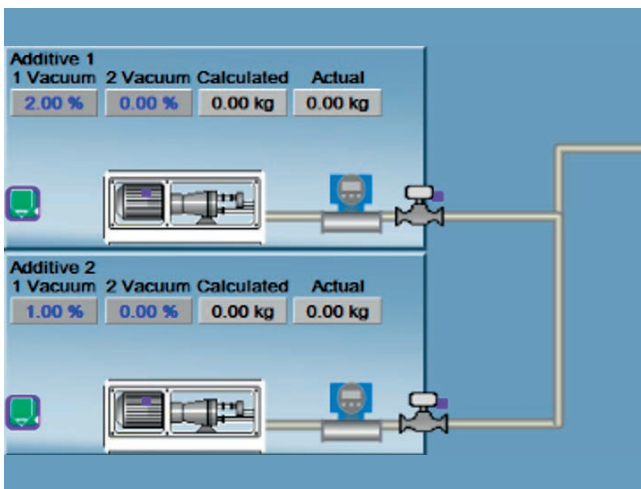 Additive 1
1 Vacuum 2 Vacuum Calculated Actual
2.00 % 0.00 % 0.00 kg 0.00 kg
Additive 2
1 Vacuum 2 Vacuum Calculated Actual
1.00 % 0.00 % 0.00 kg 0.00 kg